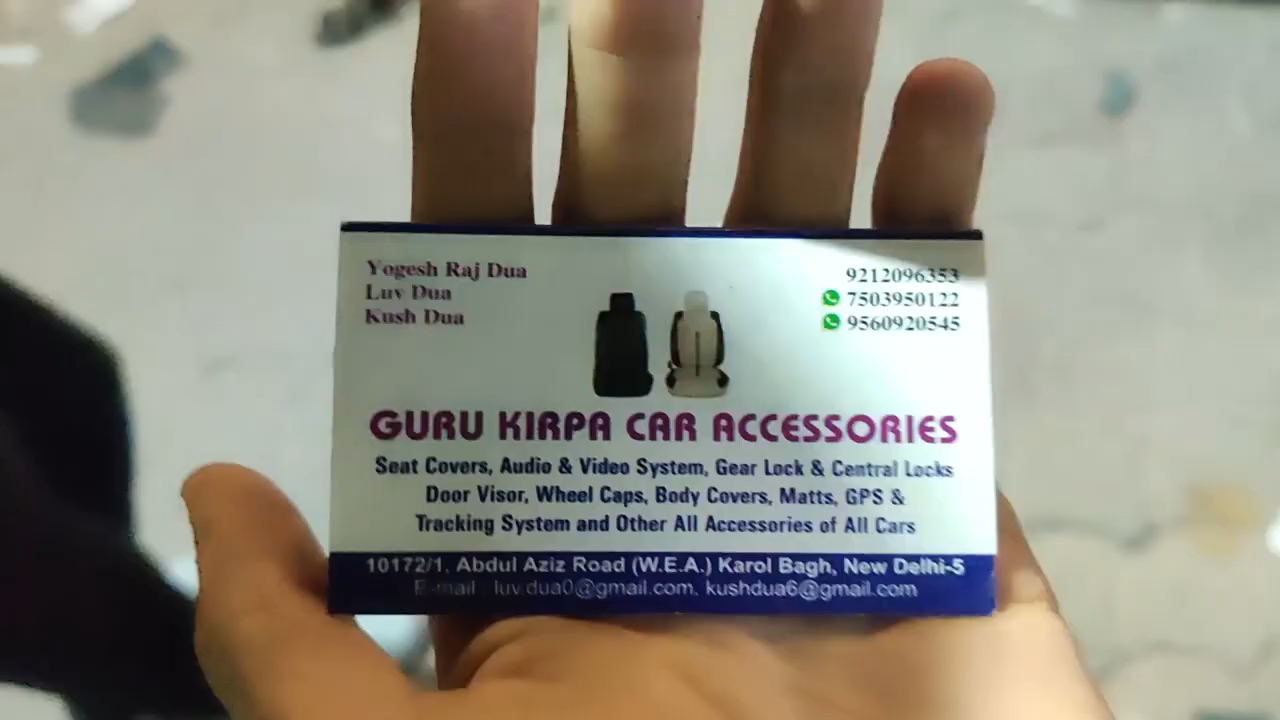 Yogesh Raj Dua
Luv Dua
Kush Dua
9212096353
7503950122
9560920545
GURU KIRPA CAR ACCESSORIES
Seat Covers, Audio & Video System, Gear Lock & Central Locks
Door Visor, Wheel Caps, Body Covers, Matts, GPS &
Tracking System and Other All Accessories of All Cars
10172/1, Abdul Aziz Road (W.E.A.) Karol Bagh, New Delhi-5
E-mail luv.dua0@gmail.com, kushdua6@gmail.com